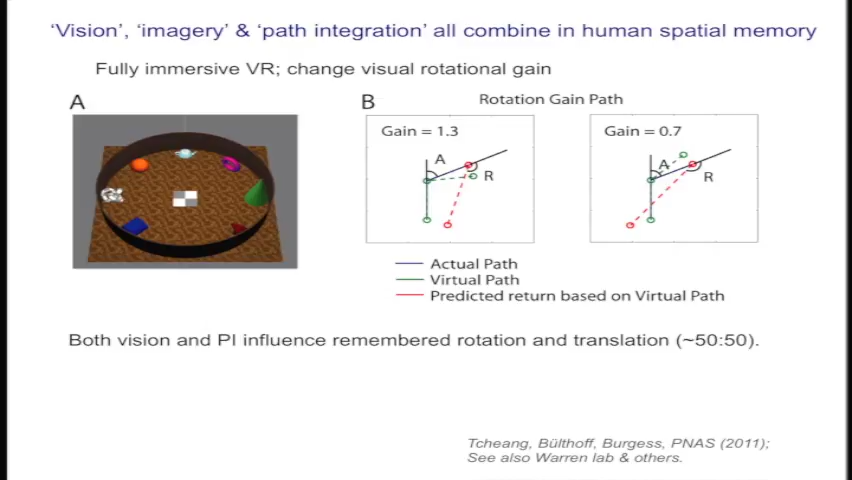 ‘Vision’, ‘imagery’ & ‘path integration’ all combine in human spatial memory
Fully immersive VR; change visual rotational gain
A
B
Rotation Gain Path
Gain = 1.3
A
R
Gain = 0.7
A
R
Actual Path
Virtual Path
Predicted return based on Virtual Path
Both vision and PI influence remembered rotation and translation (~50:50).
Tcheang, Bülthoff, Burgess, PNAS (2011);
See also Warren lab & others.